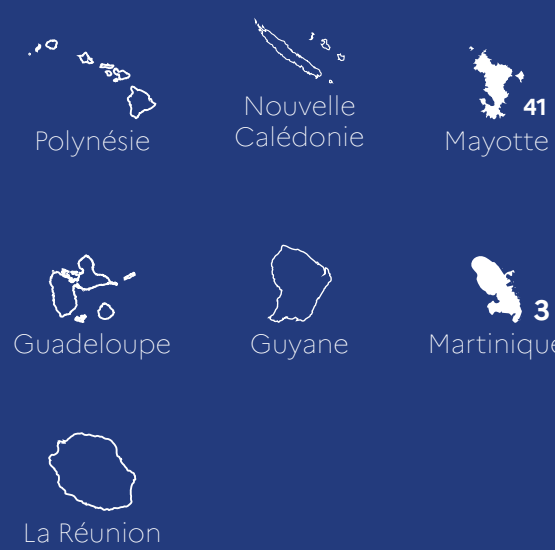 Polynésie
Nouvelle
Calédonie
41
Mayotte
Guadeloupe
Guyane
3
Martinique
La Réunion